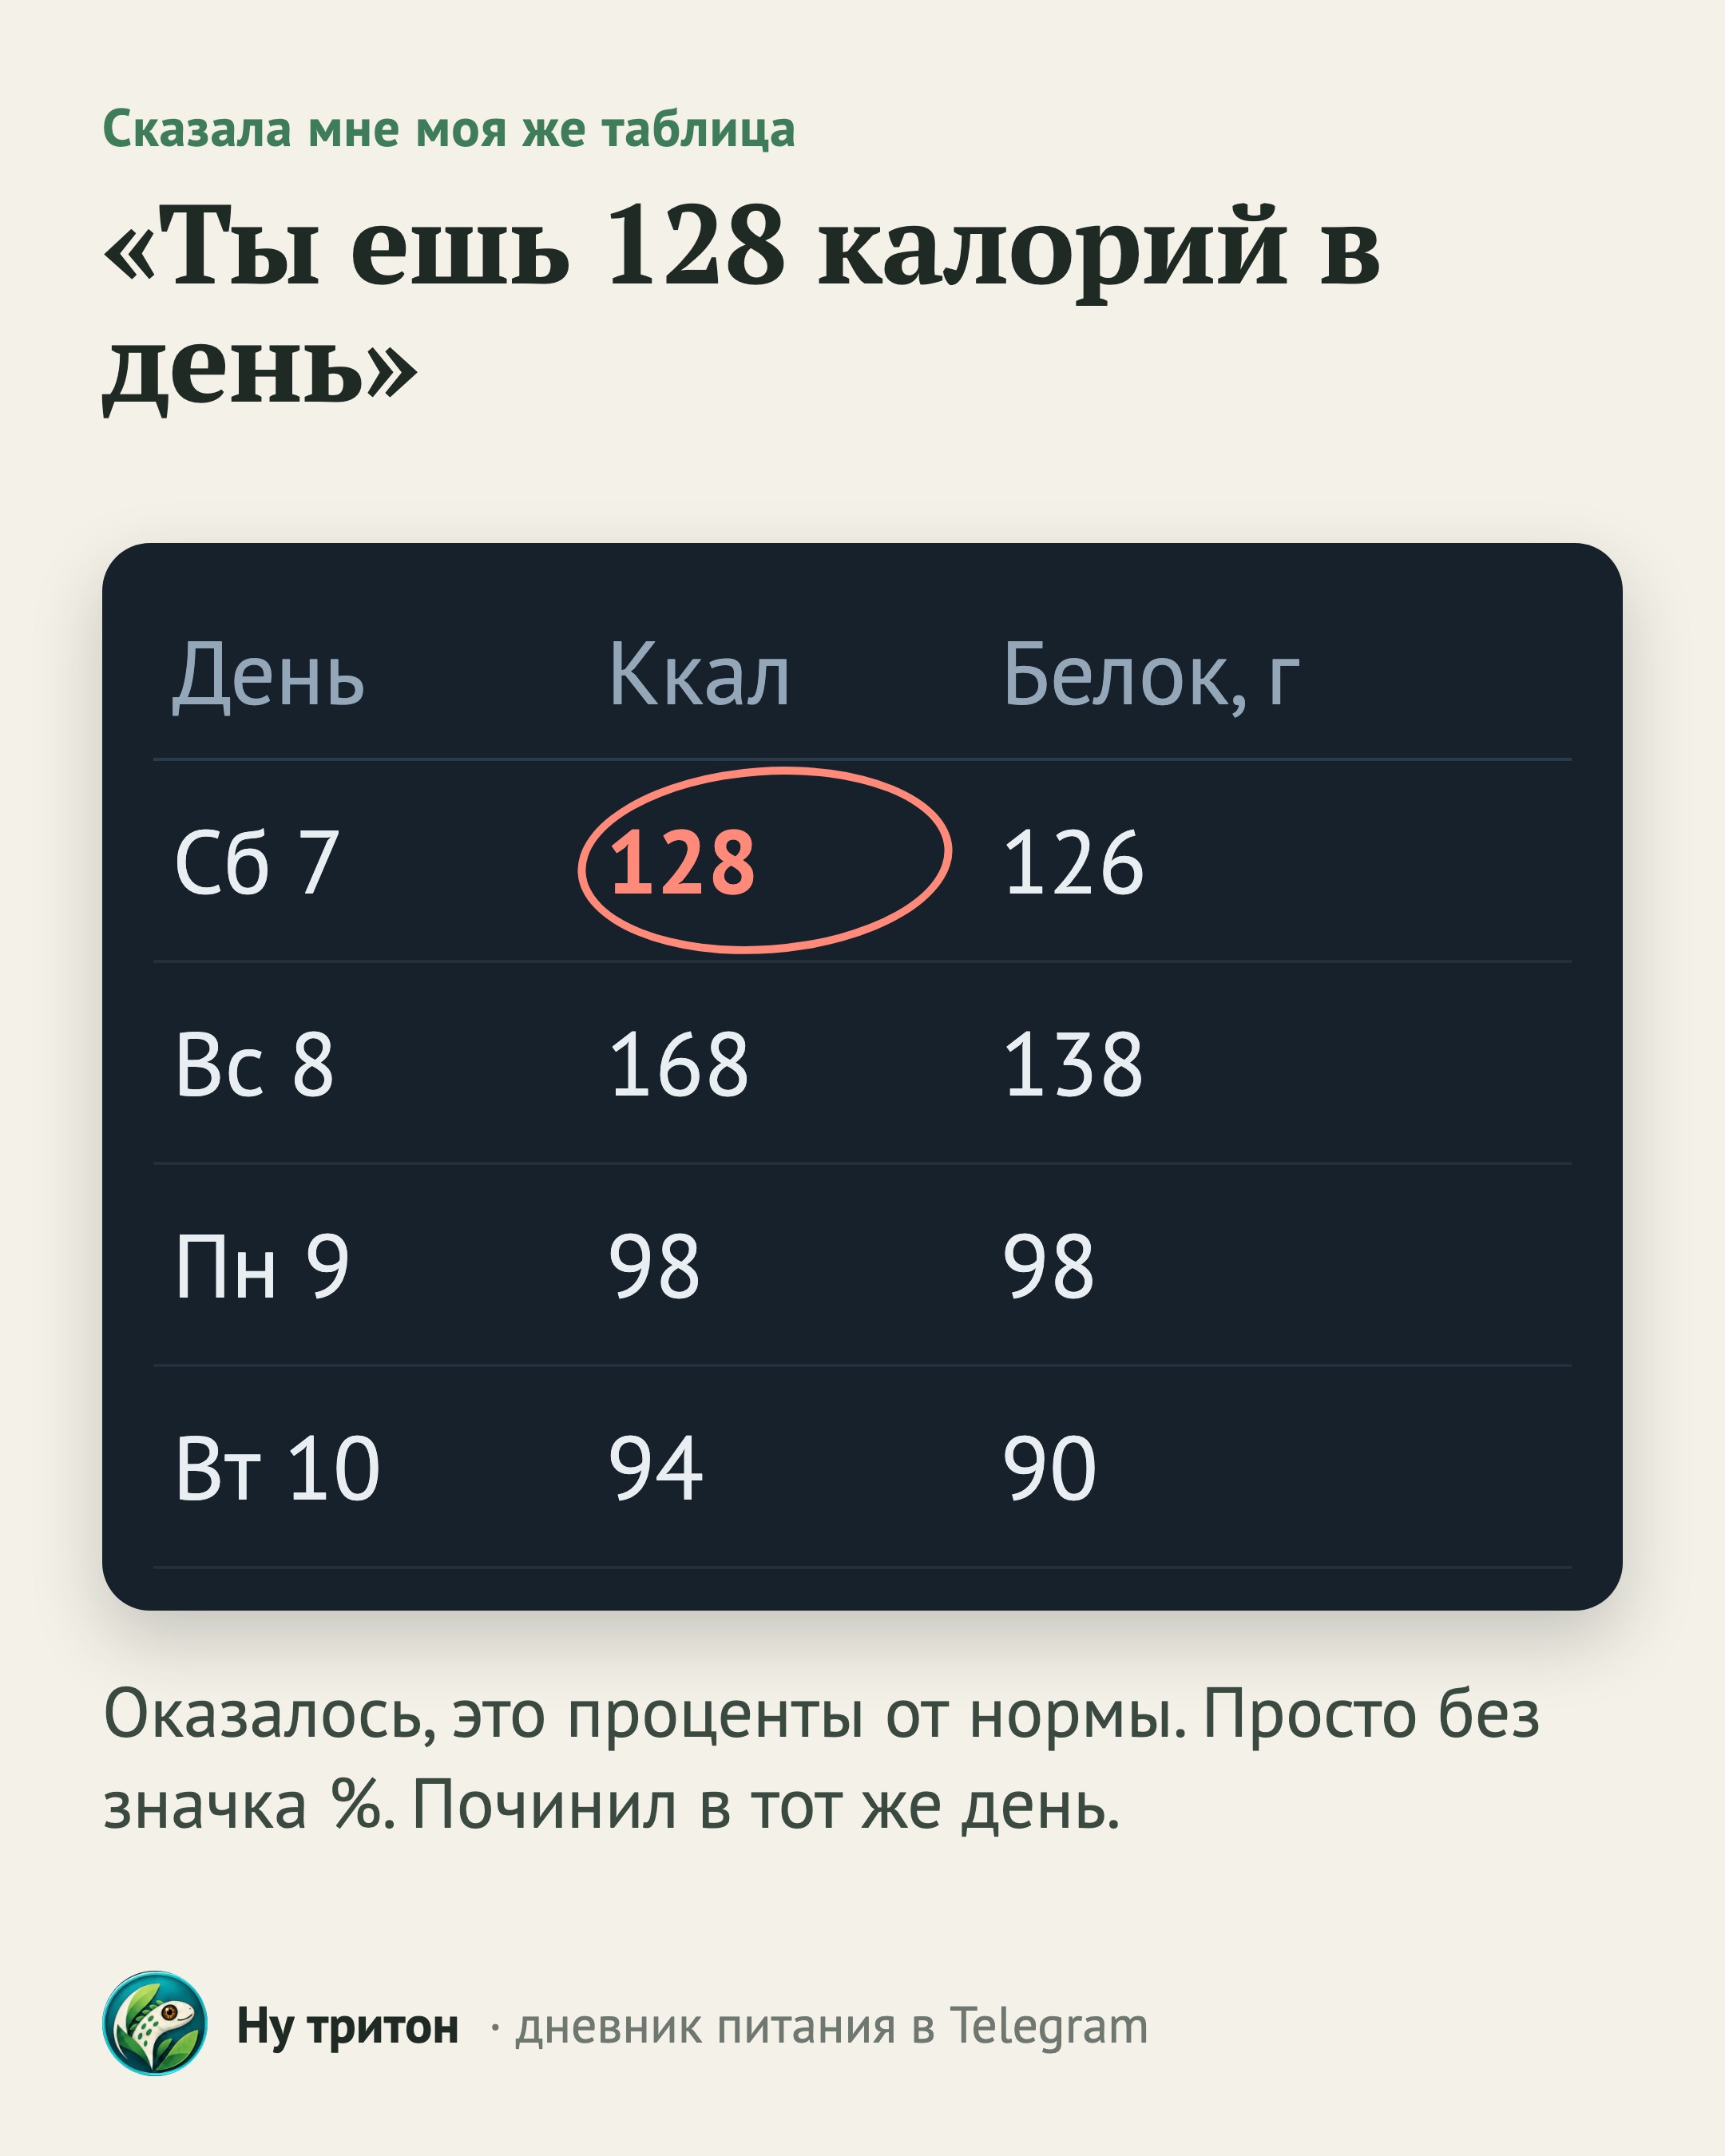 Сказала мне моя же таблица
«Ты ешь 128 калорий в
день»
День Ккал Белок, г
Сб 7 128 126
Вс 8 168 138
Пн 9 98 98
Вт 10 94 90
Оказалось, это проценты от нормы. Просто без
значка %. Починил в тот же день.
Ну тритон · дневник питания в Telegram